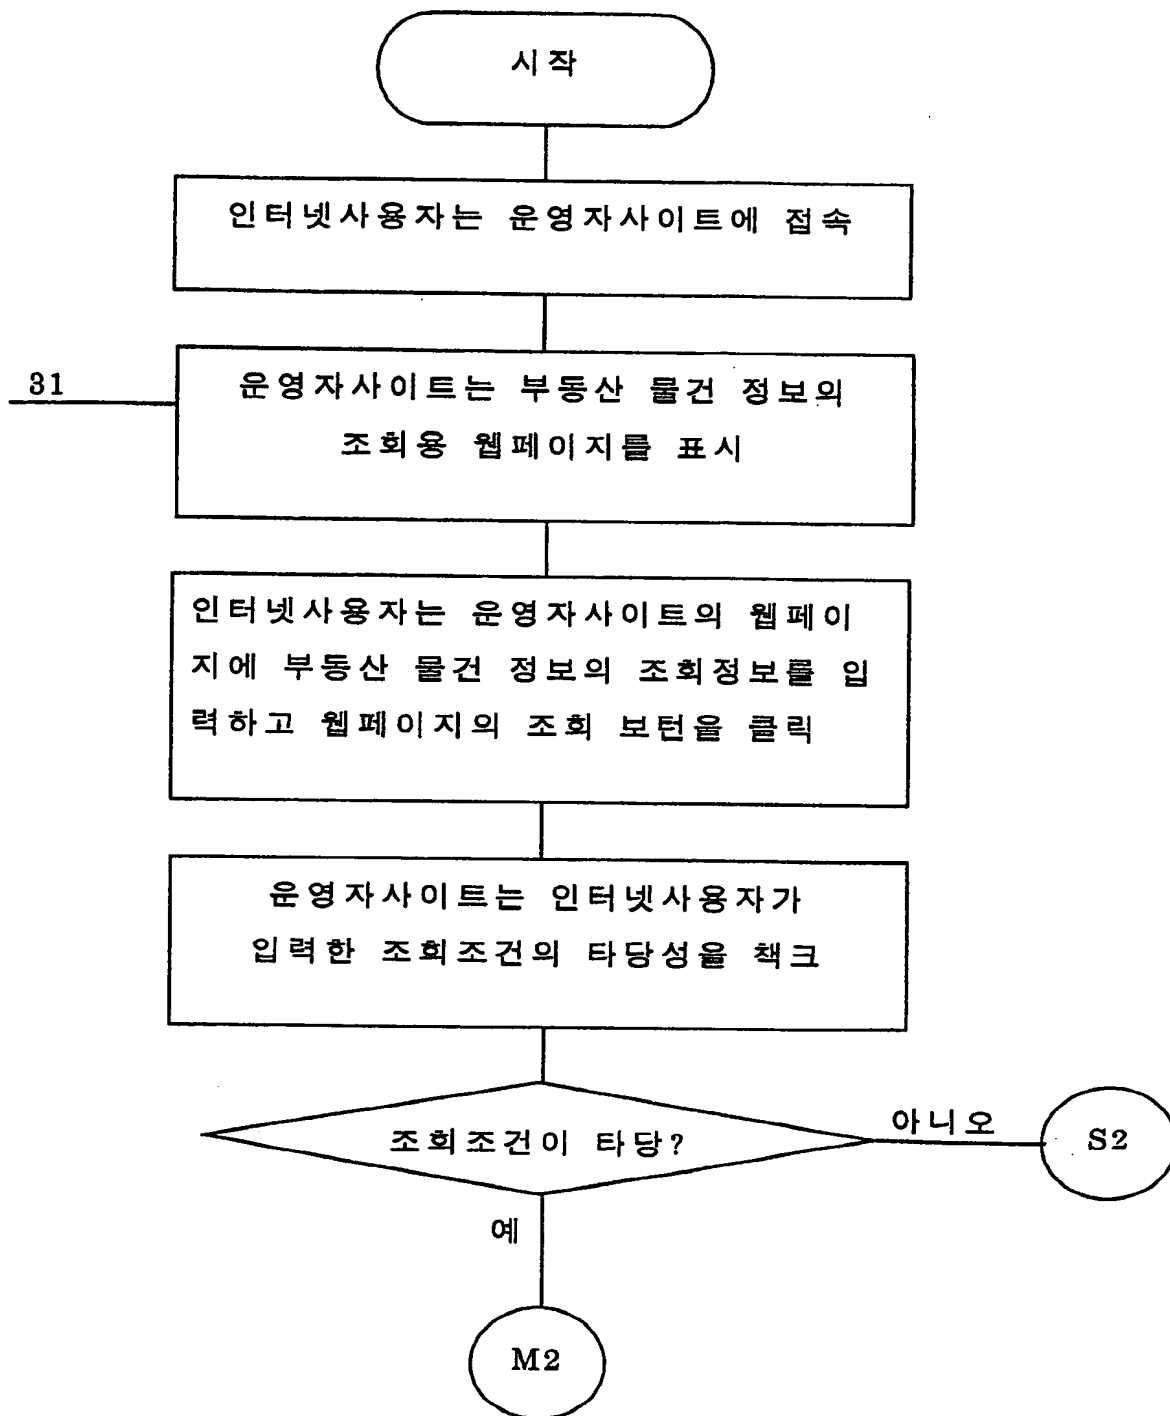 시작
인터넷사용자는 운영자사이트에 접속
31
운영자사이트는 부동산 물건 정보의
조회용 웹페이지를 표시
인터넷사용자는 운영자사이트의 웹페이
지에 부동산 물건 정보의 조회정보를 입
력하고 웹페이지의 조회 보턴을 클릭
운영자사이트는 인터넷사용자가
입력한 조회조건의 타당성을 책크
조회조건이 타당?
아니오
S2
예
M2